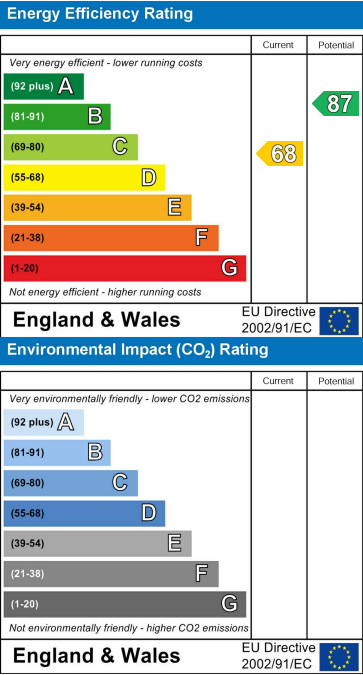 Energy Efficiency Rating
Current Potential
Very energy efficient - lower running costs
(92 plus) A
(81-91) B
(69-80) C
(55-68) D
(39-54) E
(21-38) F
(1-20) G
87
68
Not energy efficient - higher running costs
England & Wales
EU Directive
2002/91/EC
Environmental Impact (CO₂) Rating
Current Potential
Very environmentally friendly - lower CO2 emissions
(92 plus) A
(81-91) B
(69-80) C
(55-68) D
(39-54) E
(21-38) F
(1-20) G
Not environmentally friendly - higher CO2 emissions
England & Wales
EU Directive
2002/91/EC